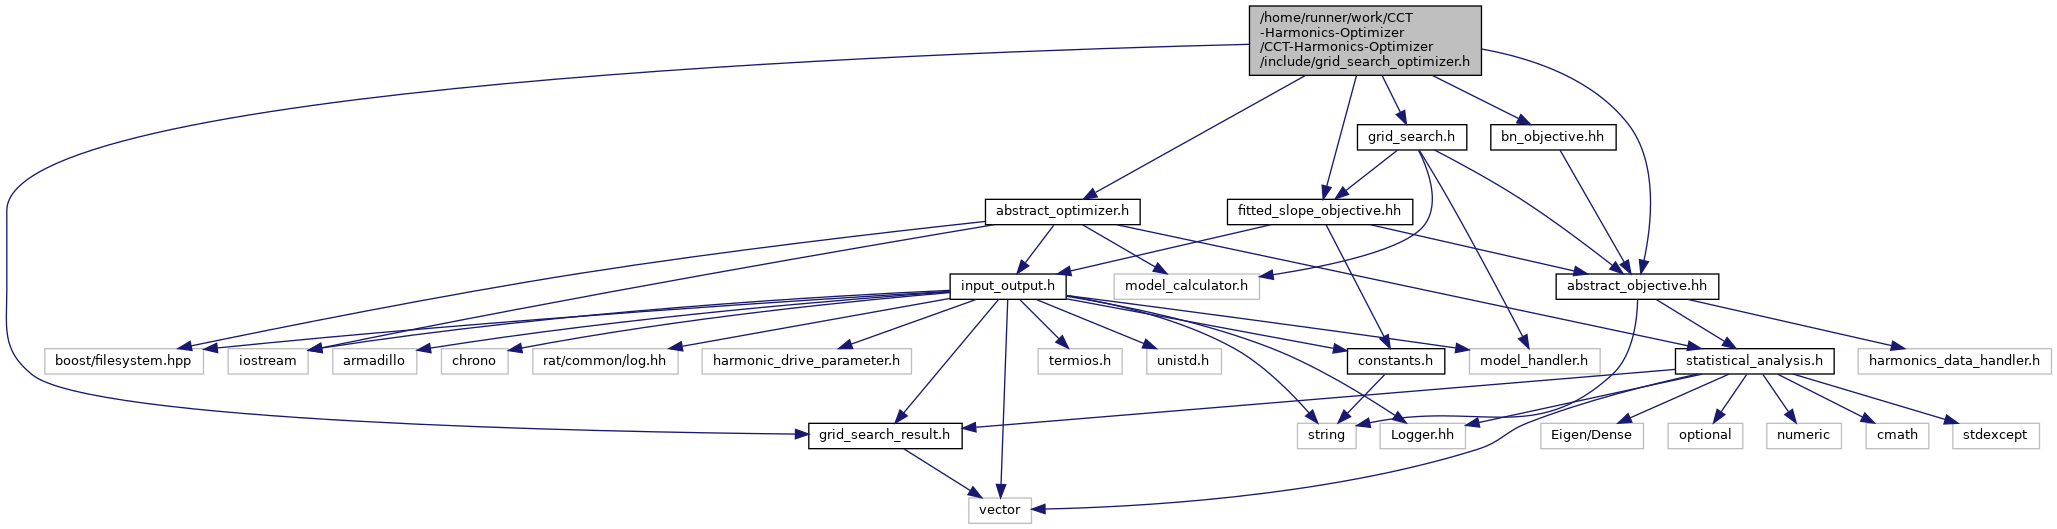 /home/runner/work/CCT
-Harmonics-Optimizer
/CCT-Harmonics-Optimizer
/include/grid_search_optimizer.h
grid_search.h
bn_objective.hh
abstract_optimizer.h
fitted_slope_objective.hh
input_output.h
model_calculator.h
abstract_objective.hh
boost/filesystem.hpp
iostream
armadillo
chrono
rat/common/log.hh
harmonic_drive_parameter.h
termios.h
unistd.h
constants.h
model_handler.h
statistical_analysis.h
harmonics_data_handler.h
grid_search_result.h
string
Logger.hh
Eigen/Dense
optional
numeric
cmath
stdexcept
vector